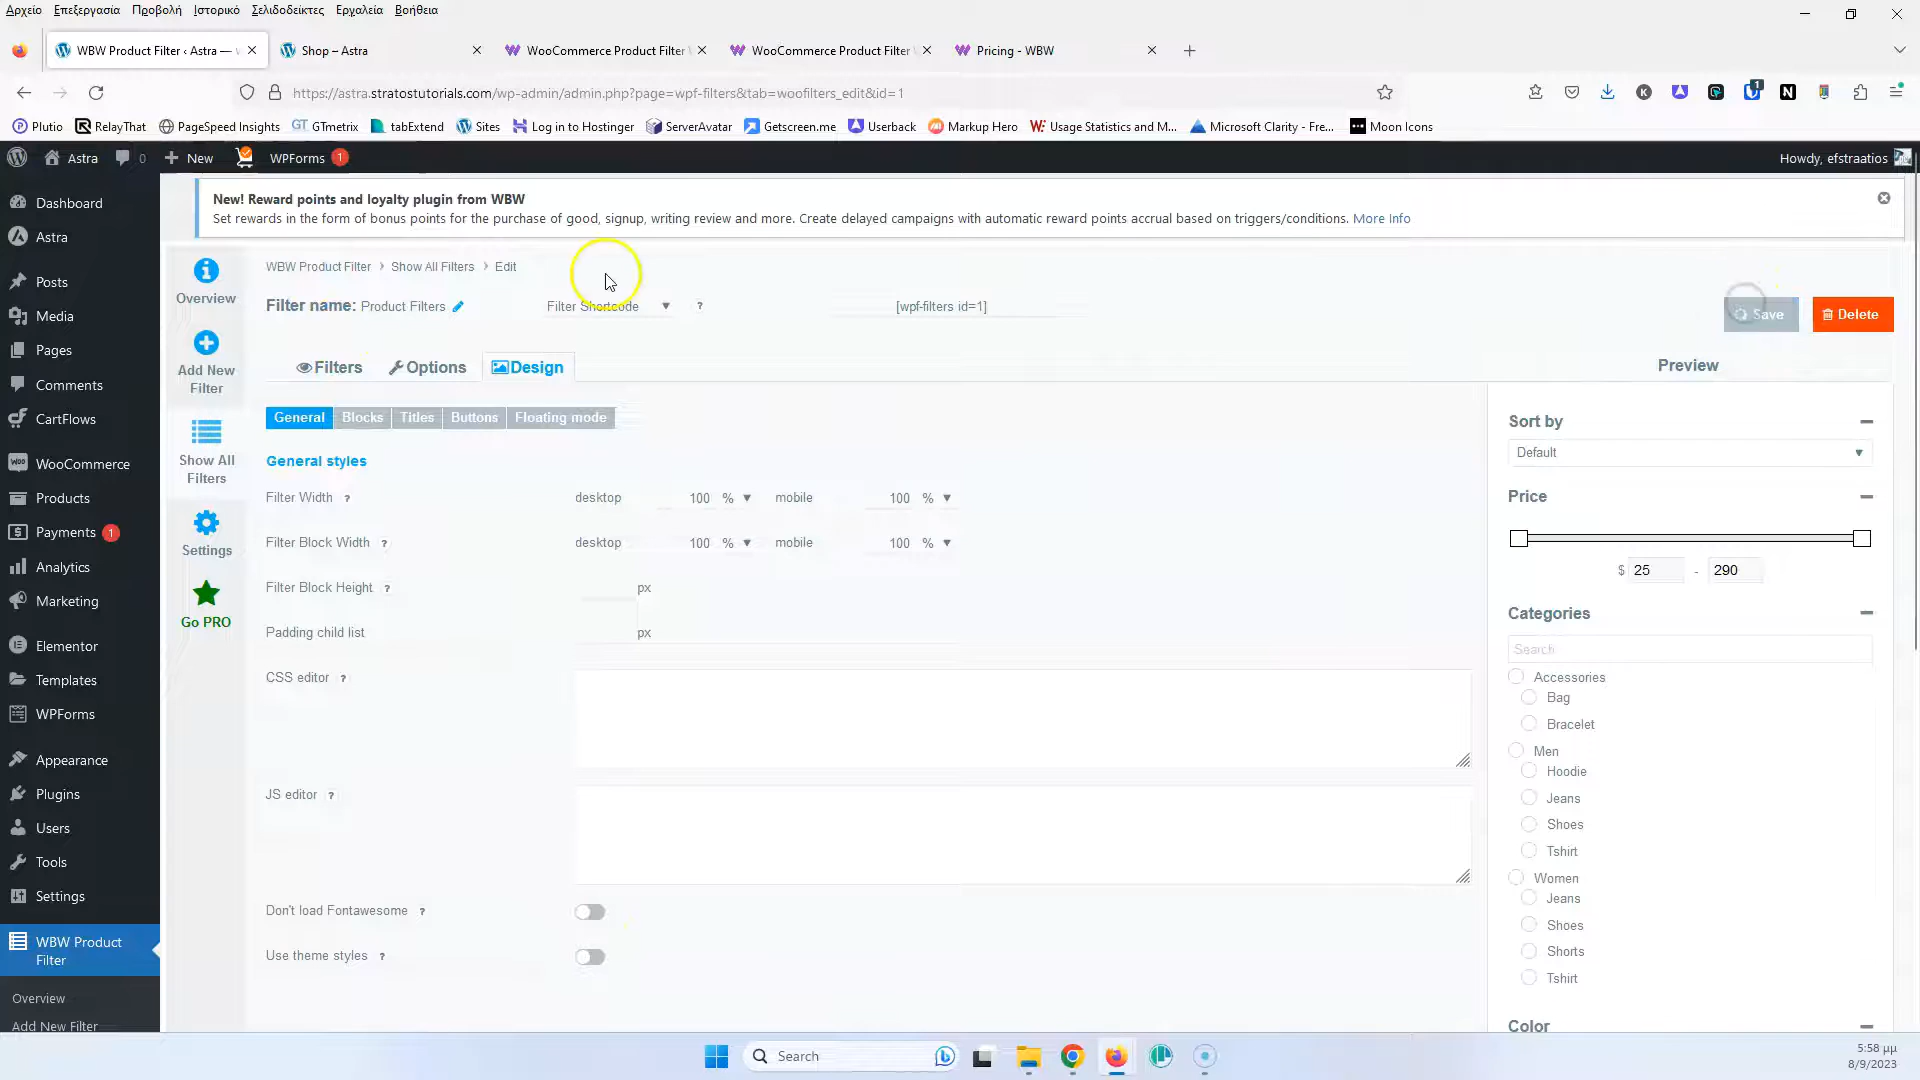 Αρχείο Επεξεργασία Προβολή Ιστορικό Σελιδοδείκτες Εργαλεία Βοήθεια
WBW Product Filter ‹ Astra —
Shop – Astra
WooCommerce Product Filter
WooCommerce Product Filter
Pricing - WBW
https://astra.stratostutorials.com/wp-admin/admin.php?page=wpf-filters&tab=woofilters_edit&id=1
Plutio RelayThat PageSpeed Insights GTmetrix tabExtend Sites Log in to Hostinger ServerAvatar Getscreen.me Userback Markup Hero Usage Statistics and M... Microsoft Clarity - Fre... Moon Icons
Astra 0 New WPForms 1 Howdy, efstraatios
Dashboard
Astra
Posts
Media
Pages
Comments
CartFlows
WooCommerce
Products
Payments 1
Analytics
Marketing
Elementor
Templates
WPForms
Appearance
Plugins
Users
Tools
Settings
WBW Product
Filter
Overview
Add New Filter
New! Reward points and loyalty plugin from WBW
Set rewards in the form of bonus points for the purchase of good, signup, writing review and more. Create delayed campaigns with automatic reward points accrual based on triggers/conditions. More Info
Overview
Add New
Filter
Show All
Filters
Settings
Go PRO
WBW Product Filter › Show All Filters › Edit
Filter name: Product Filters Filter Shortcode ? [wpf-filters id=1] Save Delete
Filters Options Design
General Blocks Titles Buttons Floating mode
General styles
Filter Width ? desktop 100 % mobile 100 %
Filter Block Width ? desktop 100 % mobile 100 %
Filter Block Height ? px
Padding child list px
CSS editor ?
JS editor ?
Don't load Fontawesome ?
Use theme styles ?
Preview
Sort by
Default
Price
$ 25 - 290
Categories
Search
Accessories
Bag
Bracelet
Men
Hoodie
Jeans
Shoes
Tshirt
Women
Jeans
Shoes
Shorts
Tshirt
Color
Search
5:58 μμ
8/9/2023